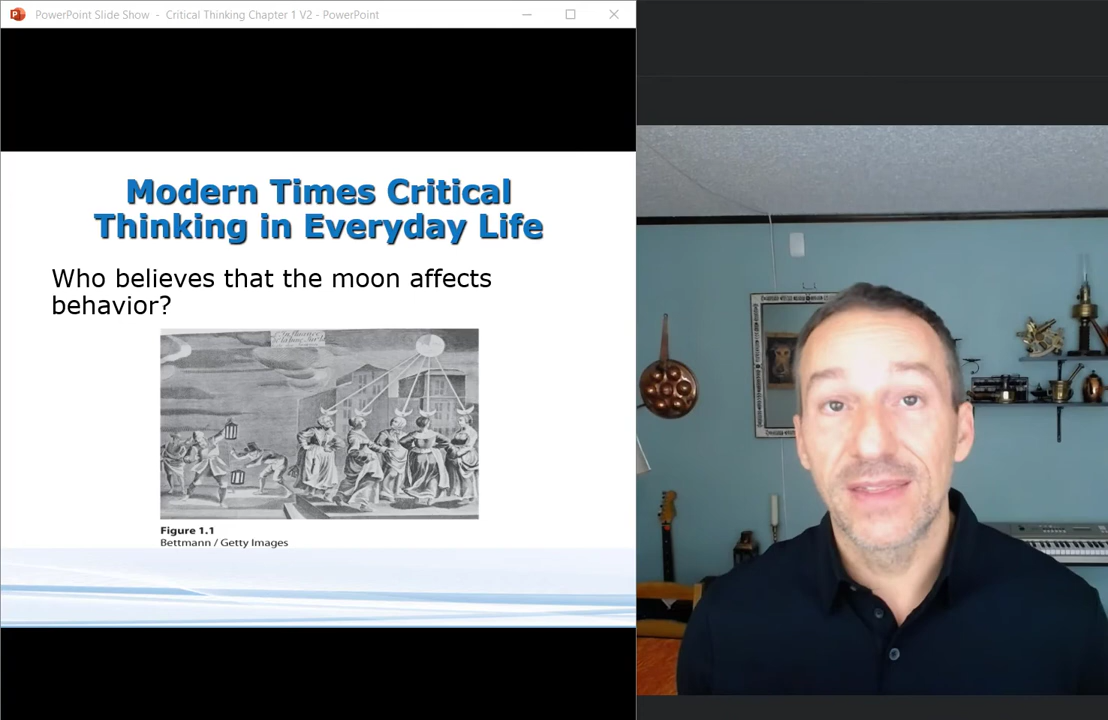 PowerPoint Slide Show - Critical Thinking Chapter 1 V2 - PowerPoint
Modern Times Critical
Thinking in Everyday Life
Who believes that the moon affects
behavior?
Figure 1.1
Bettmann / Getty Images